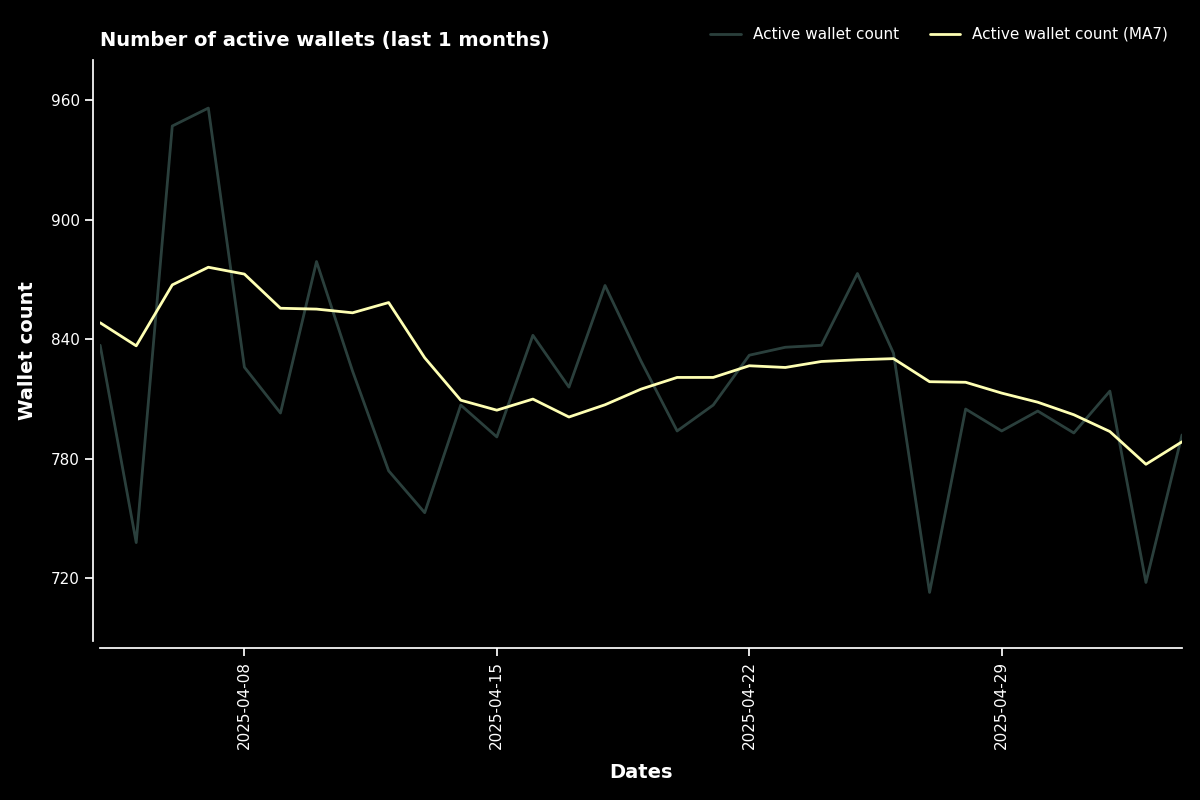 Number of active wallets (last 1 months)
Active wallet count
Active wallet count (MA7)
960
900
840
780
720
Wallet count
2025-04-08
2025-04-15
2025-04-22
2025-04-29
Dates